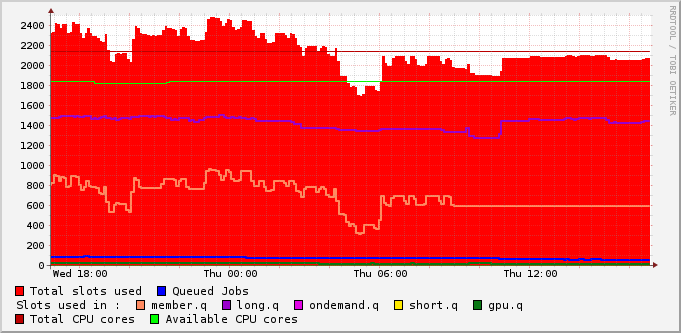 RRDTOOL / TOBI OETIKER
2400
2200
2000
1800
1600
1400
1200
1000
800
600
400
200
0
Wed 18:00 Thu 00:00 Thu 06:00 Thu 12:00
Total slots used Queued Jobs
Slots used in : member.q long.q ondemand.q short.q gpu.q
Total CPU cores Available CPU cores